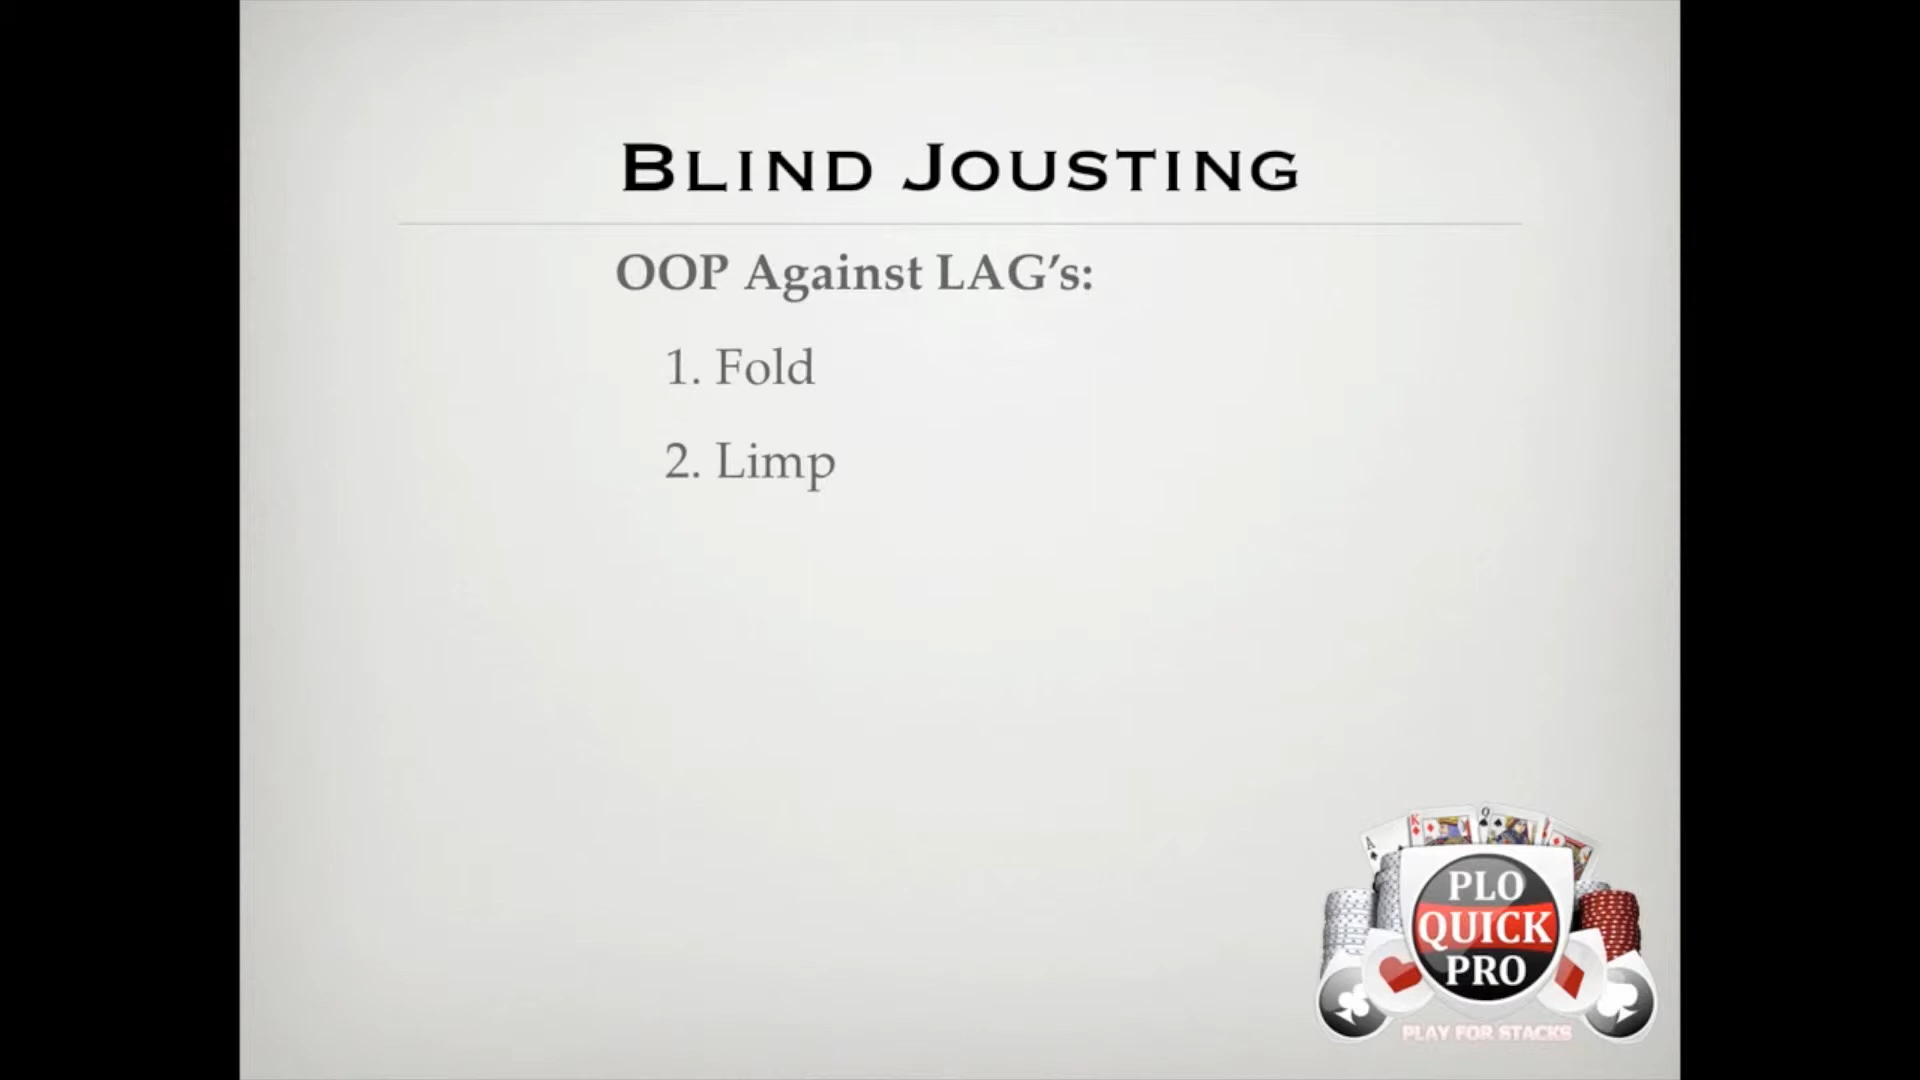 BLIND JOUSTING
OOP Against LAG's:
1. Fold
2. Limp
A K Q
PLO
QUICK
PRO
PLAY FOR STACKS